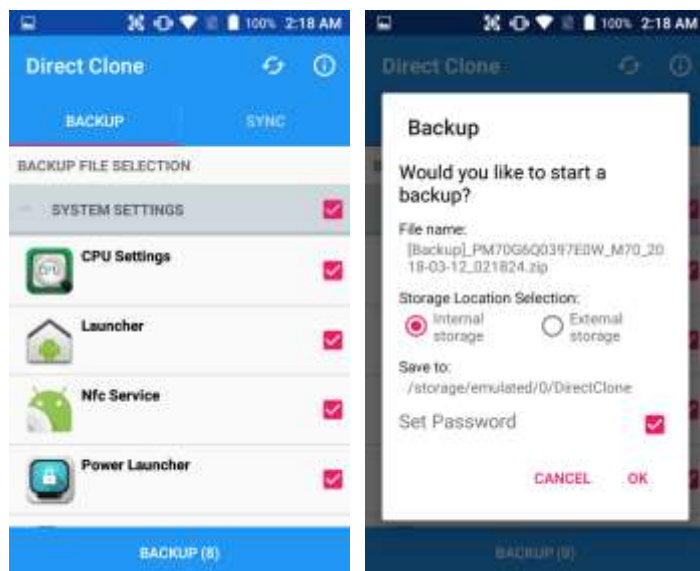 100% 2:18 AM
Direct Clone
BACKUP SYNC
BACKUP FILE SELECTION
SYSTEM SETTINGS
CPU Settings
Launcher
Nfc Service
Power Launcher
BACKUP (8)
100% 2:18 AM
Direct Clone
Backup
Would you like to start a
backup?
File name:
[Backup]_PM70G6Q0397E0W_M70_20
18-03-12_021824.zip
Storage Location Selection:
Internal
storage
External
storage
Save to:
/storage/emulated/0/DirectClone
Set Password
CANCEL OK
BACKUP (8)